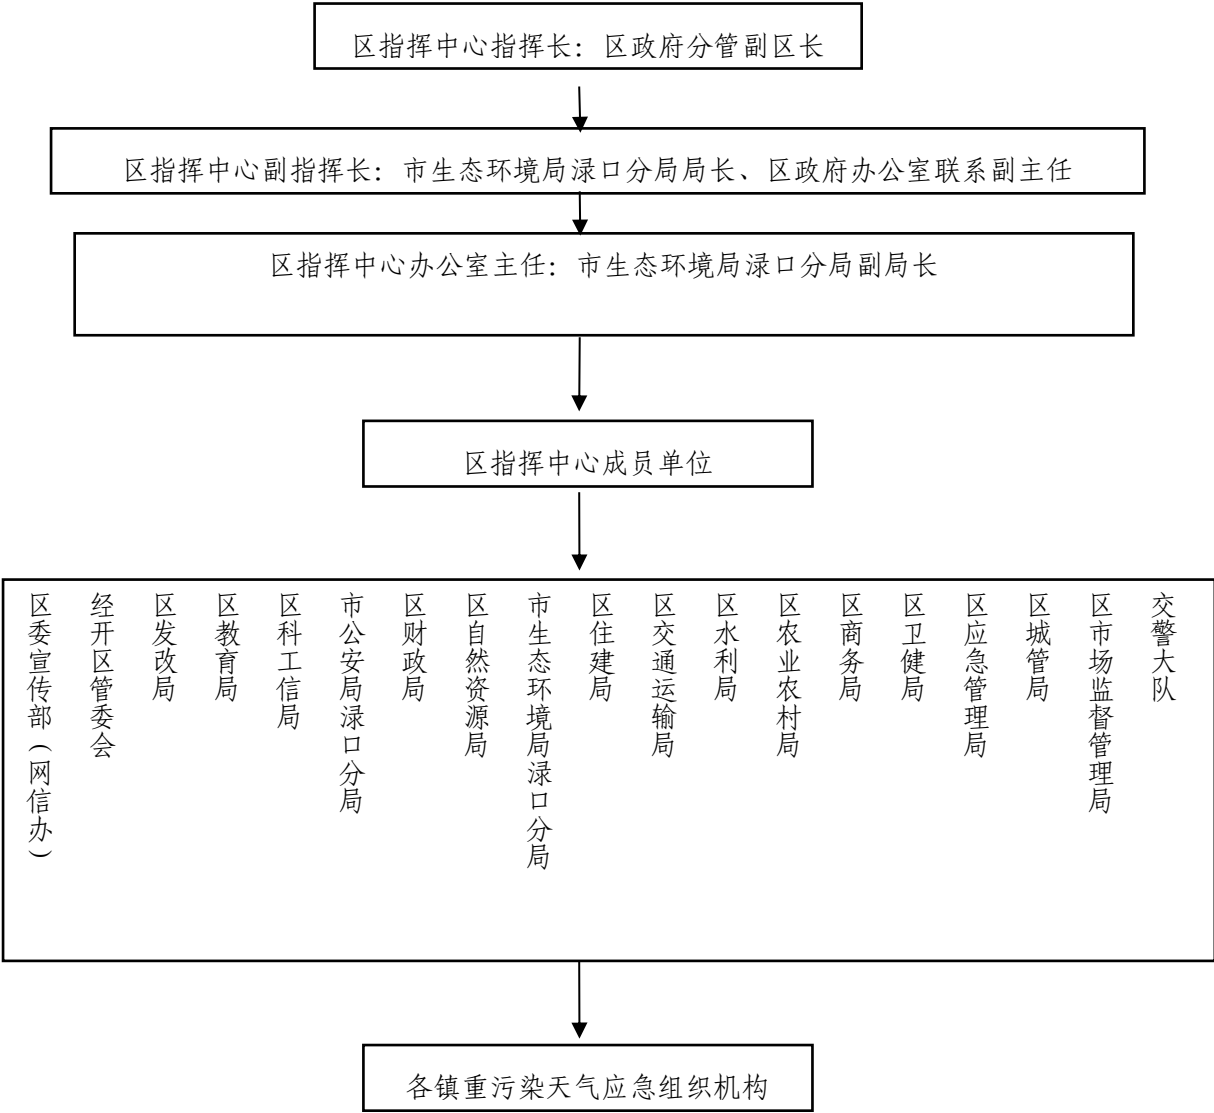 区指挥中心指挥长：区政府分管副区长
区指挥中心副指挥长：市生态环境局渌口分局局长、区政府办公室联系副主任
区指挥中心办公室主任：市生态环境局渌口分局副局长
区指挥中心成员单位
区委宣传部（网信办）
经开区管委会
区发改局
区教育局
区科工信局
市公安局渌口分局
区财政局
区自然资源局
市生态环境局渌口分局
区住建局
区交通运输局
区水利局
区农业农村局
区商务局
区卫健局
区应急管理局
区城管局
区市场监督管理局
交警大队
各镇重污染天气应急组织机构